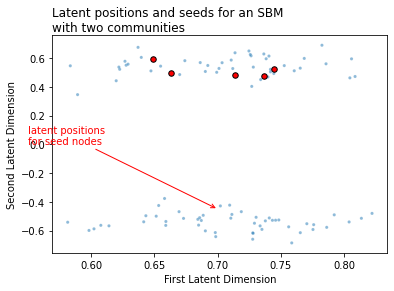 Latent positions and seeds for an SBM
with two communities
Second Latent Dimension
0.6
0.4
0.2
0.0
−0.2
−0.4
−0.6
latent positions
for seed nodes
0.60
0.65
0.70
0.75
0.80
First Latent Dimension